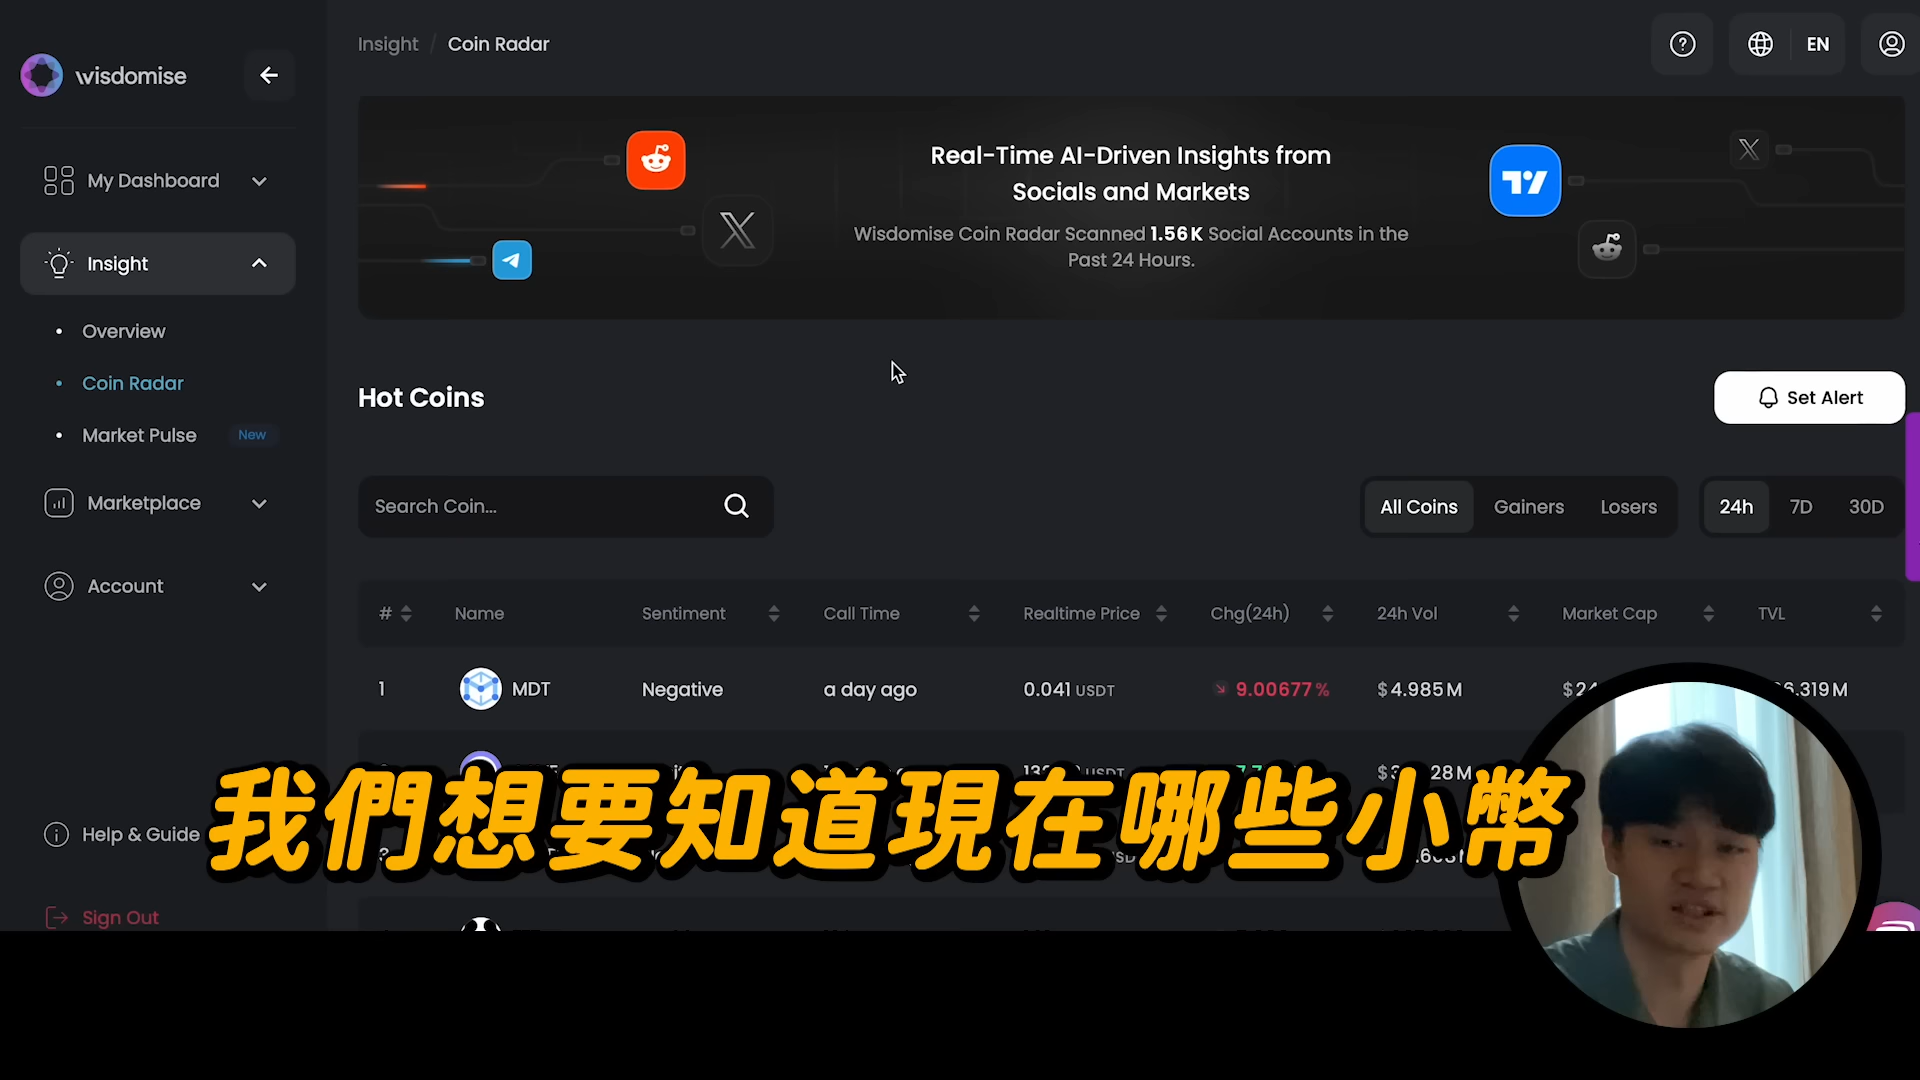 Insight / Coin Radar
EN
wisdomise
My Dashboard
Insight
Overview
Coin Radar
Market Pulse New
Marketplace
Account
Help & Guide
Sign Out
Real-Time AI-Driven Insights from
Socials and Markets
Wisdomise Coin Radar Scanned 1.56K Social Accounts in the
Past 24 Hours.
Hot Coins
Set Alert
Search Coin...
All Coins Gainers Losers
24h 7D 30D
# Name Sentiment Call Time Realtime Price Chg(24h) 24h Vol Market Cap TVL
1 MDT Negative a day ago 0.041 USDT 9.00677% $4.985M
我們想要知道現在哪些小幣